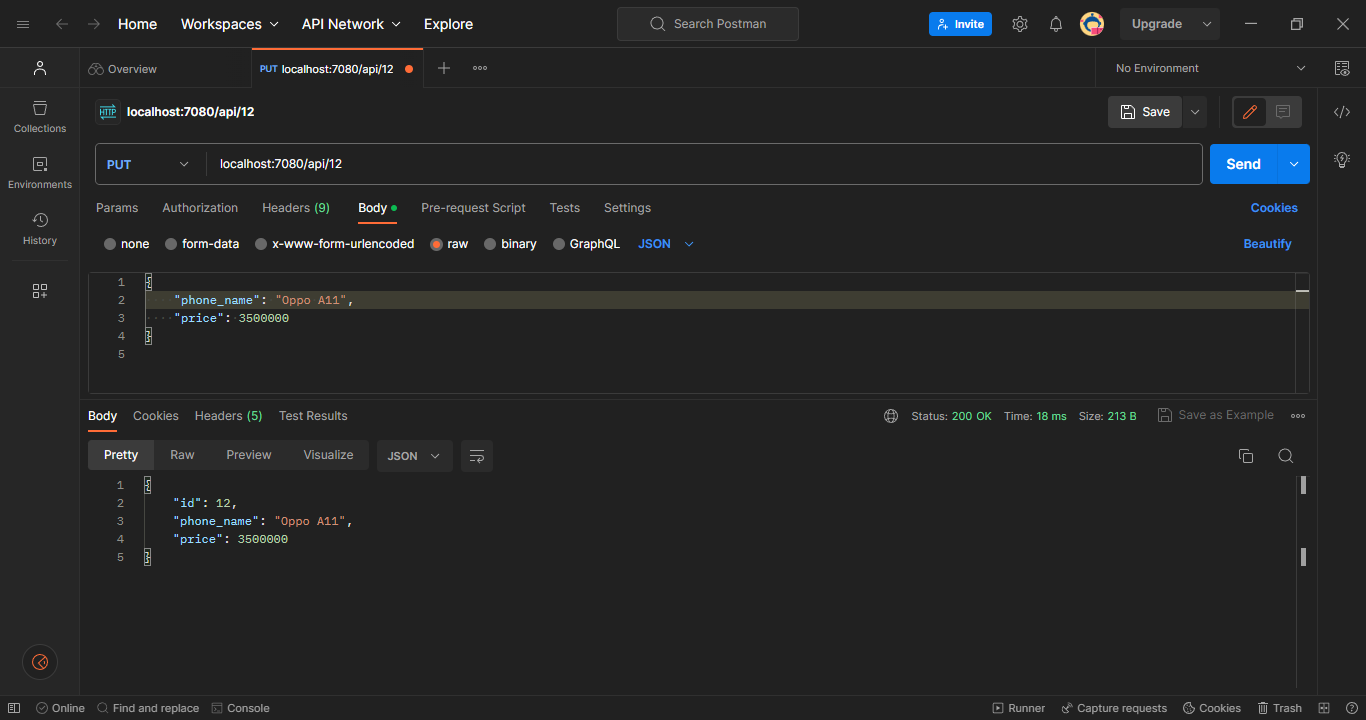 Home Workspaces API Network Explore Search Postman Invite Upgrade
Overview PUT localhost:7080/api/12 No Environment
HTTP localhost:7080/api/12 Save
Collections
PUT localhost:7080/api/12 Send
Environments
Params Authorization Headers (9) Body Pre-request Script Tests Settings Cookies
History
none form-data x-www-form-urlencoded raw binary GraphQL JSON Beautify
1 {
2 "phone_name": "Oppo A11",
3 "price": 3500000
4 }
5
Body Cookies Headers (5) Test Results Status: 200 OK Time: 18 ms Size: 213 B Save as Example
Pretty Raw Preview Visualize JSON
1 {
2 "id": 12,
3 "phone_name": "Oppo A11",
4 "price": 3500000
5 }
Online Find and replace Console Runner Capture requests Cookies Trash